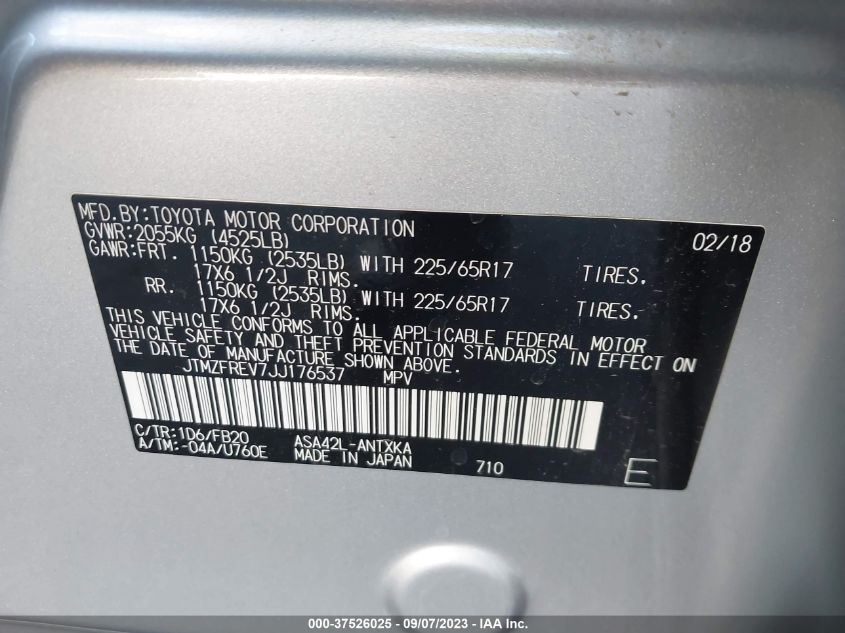 MFD.BY:TOYOTA MOTOR CORPORATION 02/18
GVWR:2055KG (4525LB)
GAWR:FRT. 1150KG (2535LB) WITH 225/65R17 TIRES.
17X6 1/2J RIMS.
RR. 1150KG (2535LB) WITH 225/65R17 TIRES.
17X6 1/2J RIMS.
THIS VEHICLE CONFORMS TO ALL APPLICABLE FEDERAL MOTOR
VEHICLE SAFETY AND THEFT PREVENTION STANDARDS IN EFFECT ON
THE DATE OF MANUFACTURE SHOWN ABOVE.
JTMZFREV7JJ176537 MPV
C/TR:1D6/FB20 ASA42L-ANTXKA
A/TM:-04A/U760E MADE IN JAPAN 710 E
000-37526025 - 09/07/2023 - IAA Inc.